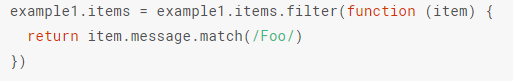 example1.items = example1.items.filter(function (item) {
  return item.message.match(/Foo/)
})